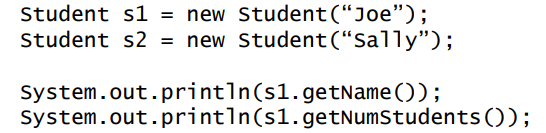 Student s1 = new Student(“Joe”);
Student s2 = new Student(“Sally”);
System.out.println(s1.getName());
System.out.println(s1.getNumStudents());